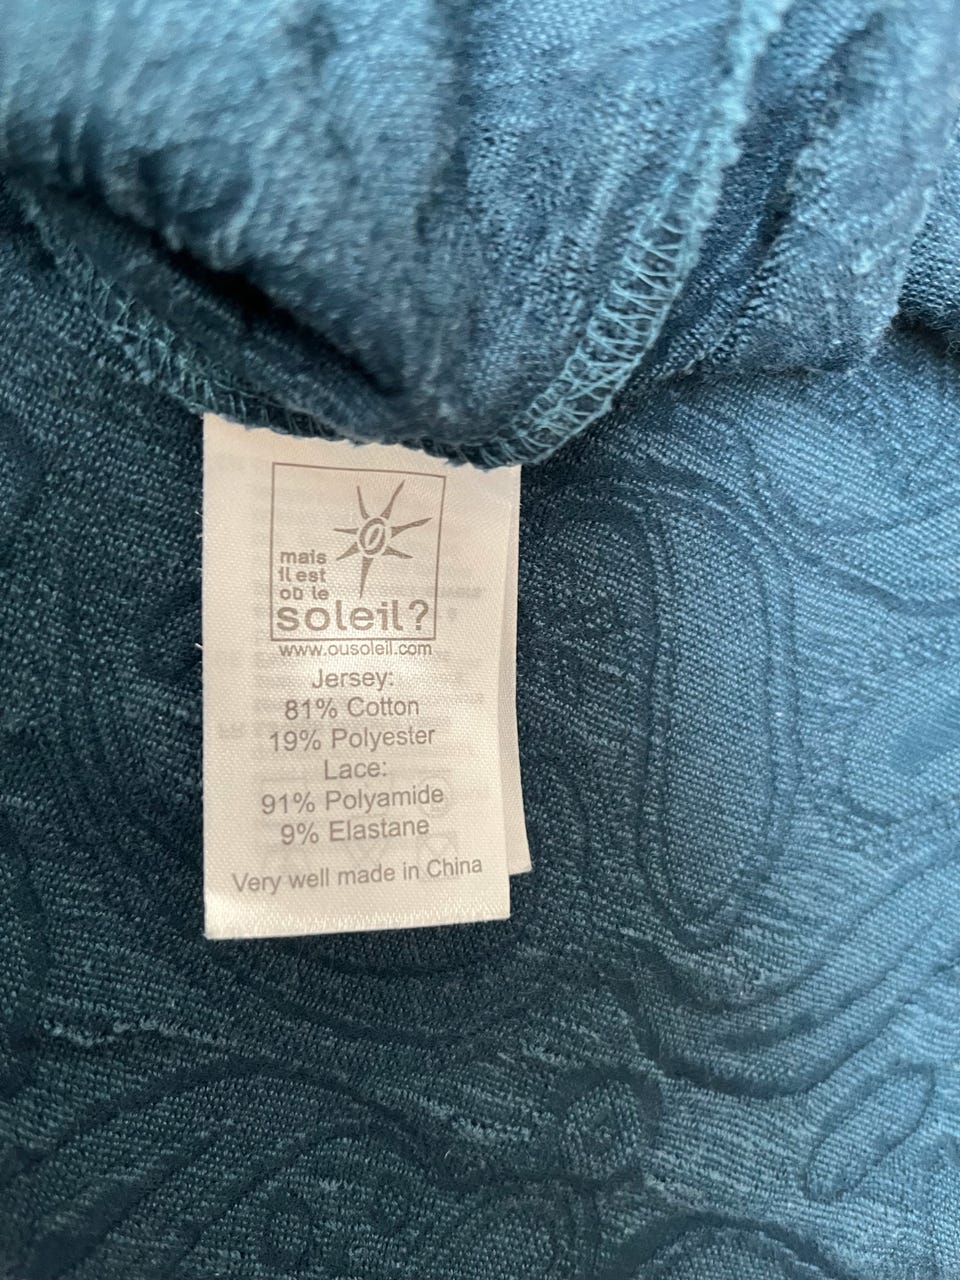 mais
il est
où le
soleil?
www.ousoleil.com
Jersey:
81% Cotton
19% Polyester
Lace:
91% Polyamide
9% Elastane
Very well made in China